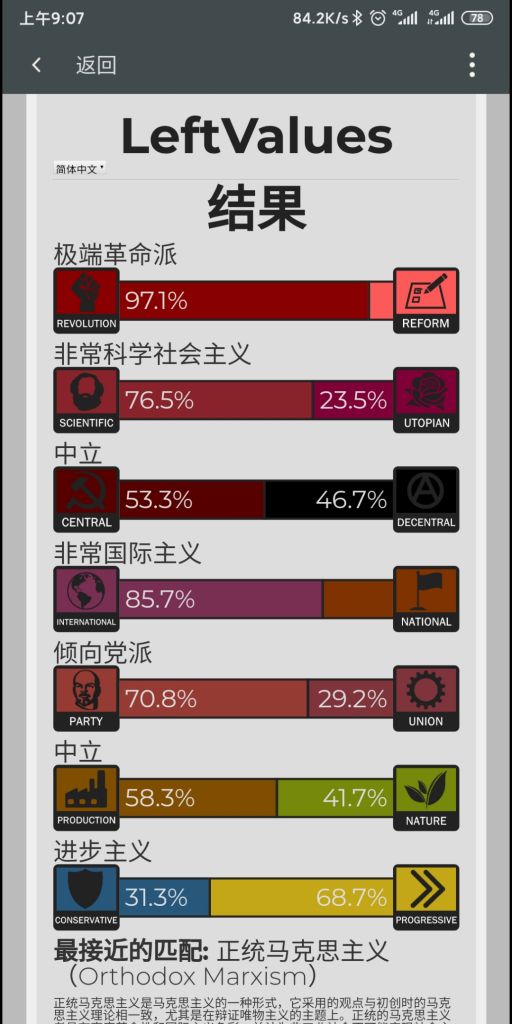 上午9:07
84.2K/s
4G
4G
78
返回
LeftValues
简体中文
结果
极端革命派
REVOLUTION
97.1%
REFORM
非常科学社会主义
SCIENTIFIC
76.5%
23.5%
UTOPIAN
中立
CENTRAL
53.3%
46.7%
DECENTRAL
非常国际主义
INTERNATIONAL
85.7%
NATIONAL
倾向党派
PARTY
70.8%
29.2%
UNION
中立
PRODUCTION
58.3%
41.7%
NATURE
进步主义
CONSERVATIVE
31.3%
68.7%
PROGRESSIVE
最接近的匹配: 正统马克思主义
（Orthodox Marxism）
正统马克思主义是马克思主义的一种形式，它采用的观点与初创时的马克
思主义理论相一致，尤其是在辩证唯物主义的主题上。正统的马克思主义